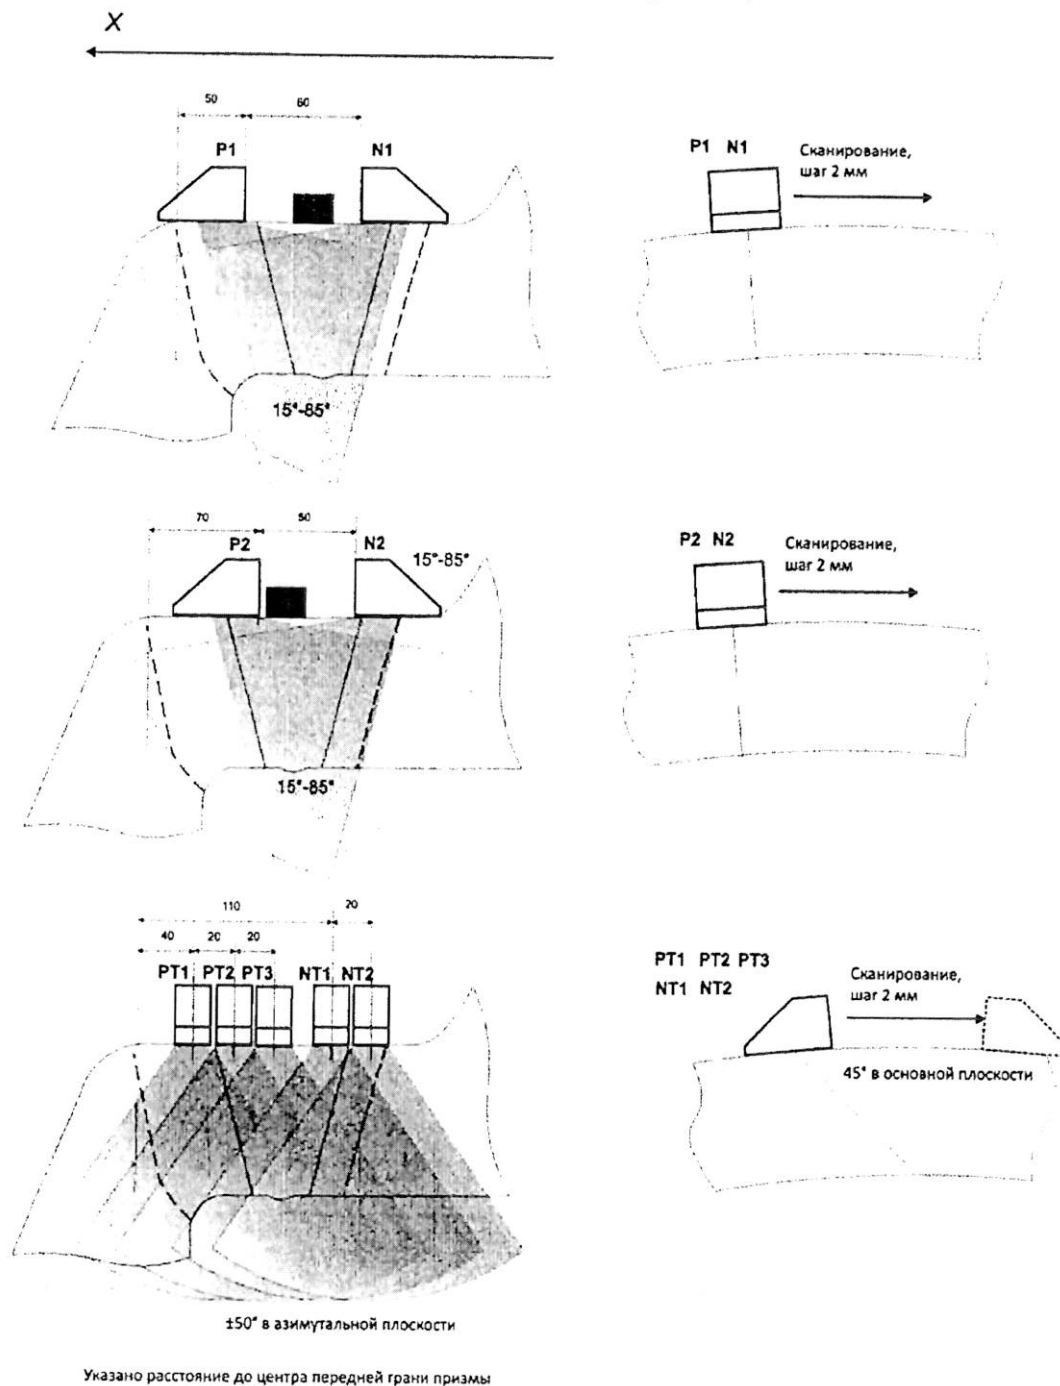 X
50 60
P1 N1
15°-85°
P1 N1
Сканирование,
шаг 2 мм
70 50
P2 N2
15°-85°
15°-85°
P2 N2
Сканирование,
шаг 2 мм
110 20
40 20 20
PT1 PT2 PT3 NT1 NT2
±50° в азимутальной плоскости
PT1 PT2 PT3
NT1 NT2
Сканирование,
шаг 2 мм
45° в основной плоскости
Указано расстояние до центра передней грани призмы